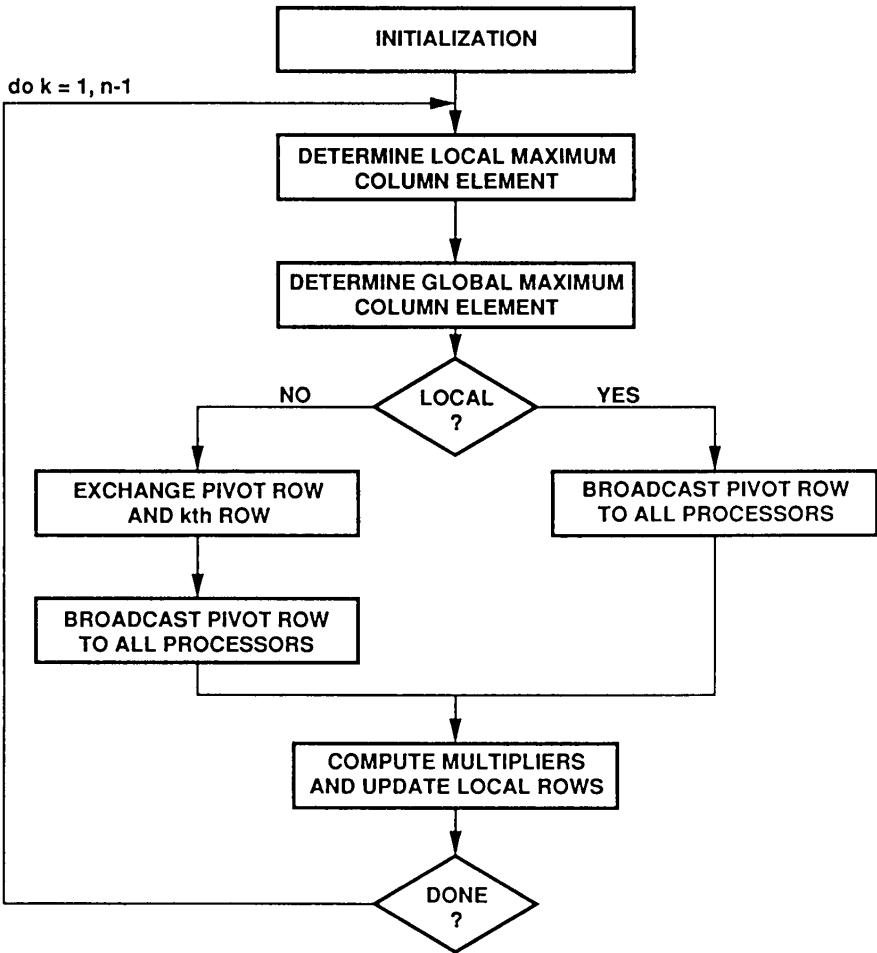 INITIALIZATION
do k = 1, n-1
DETERMINE LOCAL MAXIMUM
COLUMN ELEMENT
DETERMINE GLOBAL MAXIMUM
COLUMN ELEMENT
LOCAL
?
NO
YES
EXCHANGE PIVOT ROW
AND kth ROW
BROADCAST PIVOT ROW
TO ALL PROCESSORS
BROADCAST PIVOT ROW
TO ALL PROCESSORS
COMPUTE MULTIPLIERS
AND UPDATE LOCAL ROWS
DONE
?